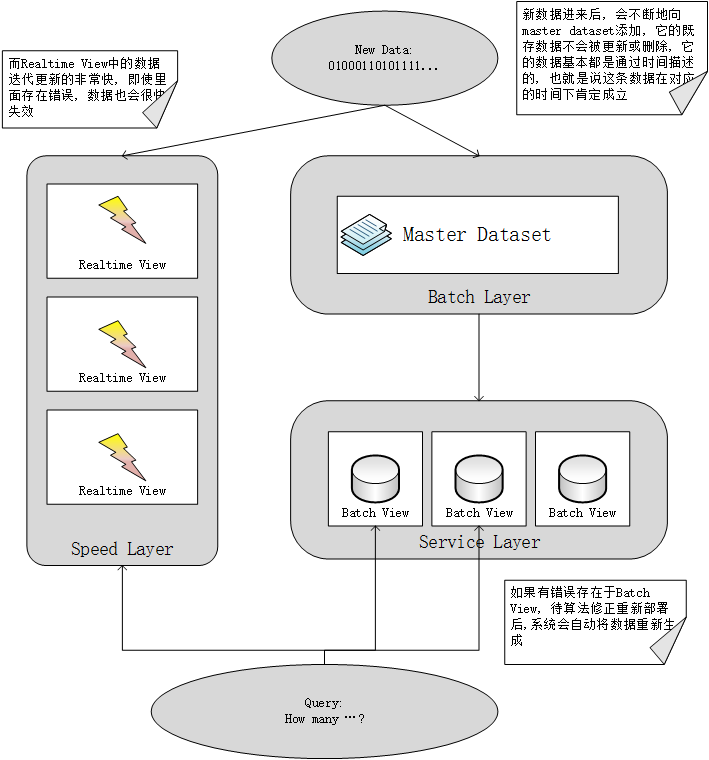 而Realtime View中的数据
迭代更新的非常快，即使里
面存在错误，数据也会很快
失效
New Data:
01000110101111...
新数据进来后，会不断地向
master dataset添加，它的既
存数据不会被更新或删除，它
的数据基本都是通过时间描述
的，也就是说这条数据在对应
的时间下肯定成立
Realtime View
Realtime View
Realtime View
Speed Layer
Master Dataset
Batch Layer
Batch View
Batch View
Batch View
Service Layer
如果有错误存在于Batch
View，待算法修正重新部署
后,系统会自动将数据重新生
成
Query:
How many …?